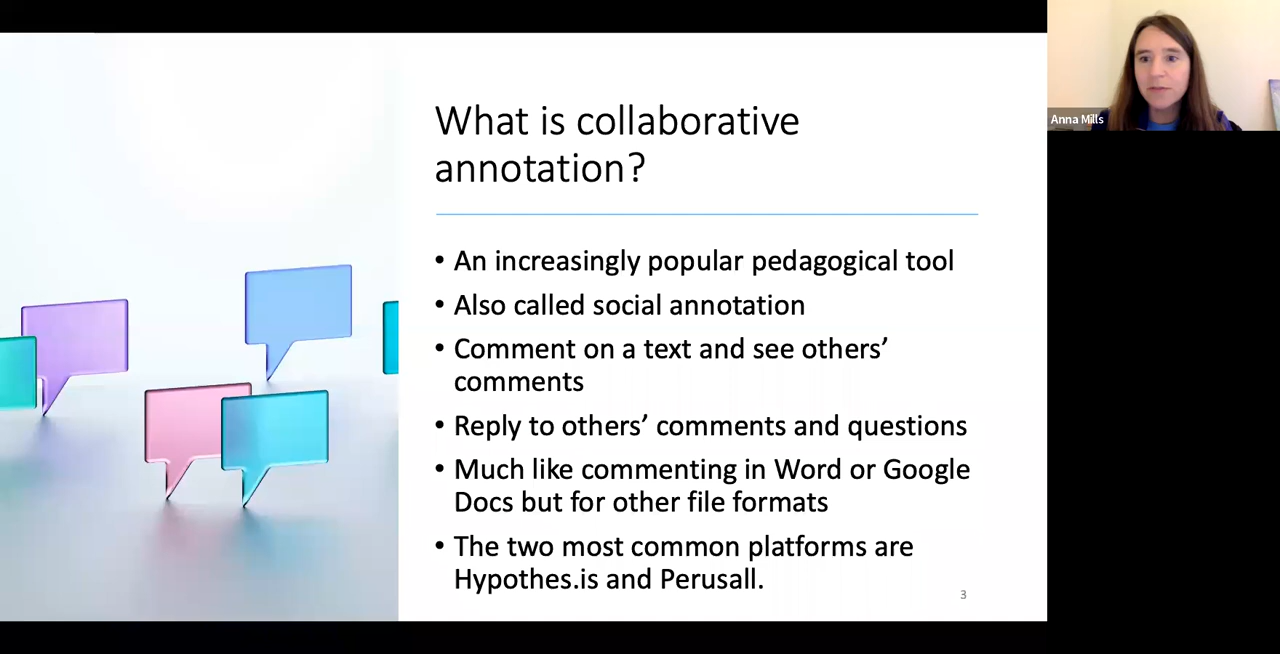 What is collaborative
annotation?
• An increasingly popular pedagogical tool
• Also called social annotation
• Comment on a text and see others’
comments
• Reply to others’ comments and questions
• Much like commenting in Word or Google
Docs but for other file formats
• The two most common platforms are
Hypothes.is and Perusall.
3
Anna Mills